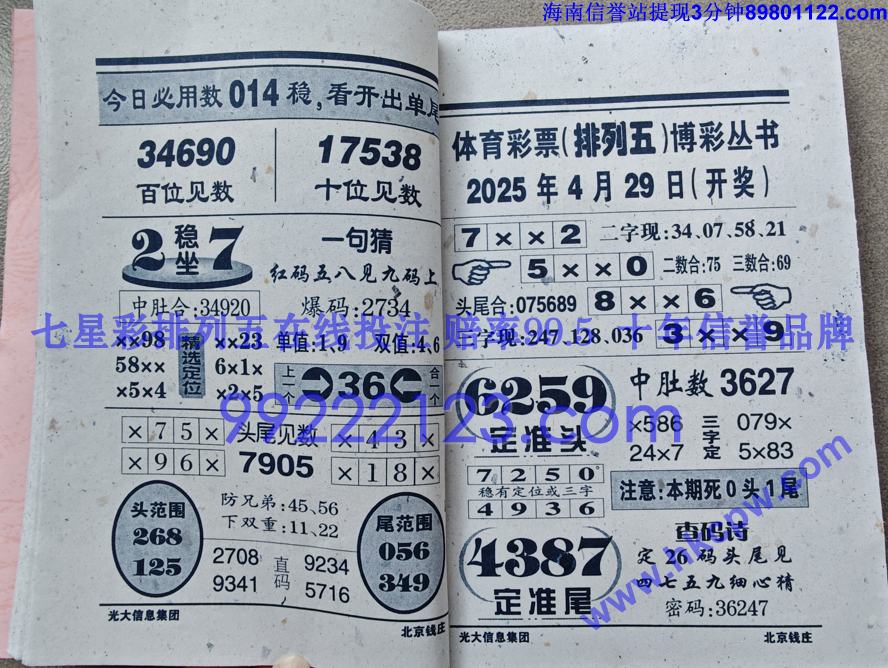 海南信誉站提现3分钟89801122.com
今日必用数014稳,看开出单尾
34690
百位见数
17538
十位见数
2稳坐7
一句猜
红码五八见九码上
中肚合:34920
爆码:2734
××98
58××
×5×4
精选定位
××23
6×1×
×2×5
单值:1、9 双值:4、6
上一个 36 合一个
×75×
×96×
头尾见数
7905
×43×
×18×
头范围
268
125
防兄弟:45、56
下双重:11、22
2708
9341
直码
9234
5716
尾范围
056
349
光大信息集团
北京钱庄
体育彩票(排列五)博彩丛书
2025年4月29日(开奖)
7××2 二字现:34、07、58、21
5××0 二数合:75 三数合:69
头尾合:075689 8××6
三字现:247、128、036 3××9
七星彩排列五在线投注 赔率99.5 十年信誉品牌
99222123.com
6259
定准头
中肚数3627
×586
24×7
三字定
079×
5×83
7250
稳有定位或三字
4936
注意:本期死0头1尾
4387
定准尾
查码诗
定26码头尾见
四七五九细心猜
密码:36247
www.hkspw.com
光大信息集团
北京钱庄